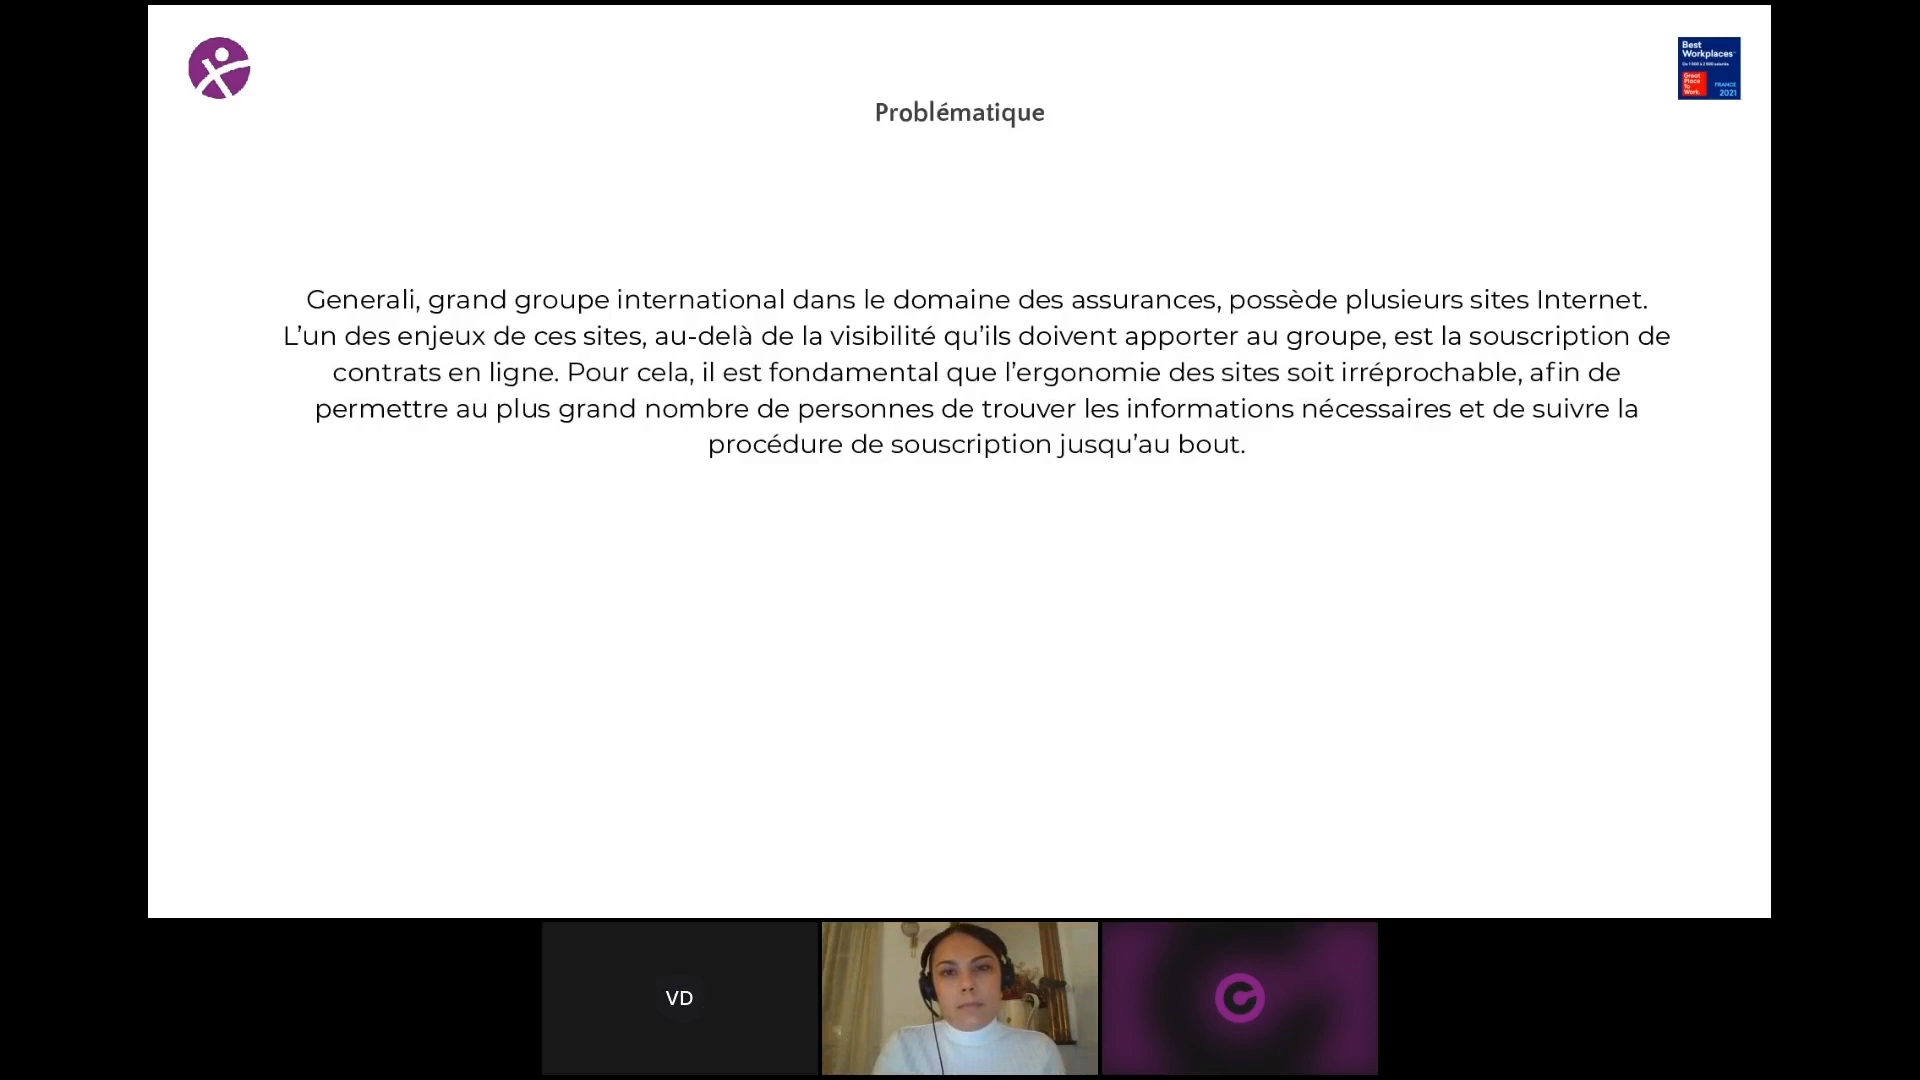 Best
Workplaces
Great
Place
To
Work.
FRANCE
2021
Problématique
Generali, grand groupe international dans le domaine des assurances, possède plusieurs sites Internet.
L’un des enjeux de ces sites, au-delà de la visibilité qu’ils doivent apporter au groupe, est la souscription de
contrats en ligne. Pour cela, il est fondamental que l’ergonomie des sites soit irréprochable, afin de
permettre au plus grand nombre de personnes de trouver les informations nécessaires et de suivre la
procédure de souscription jusqu’au bout.
VD